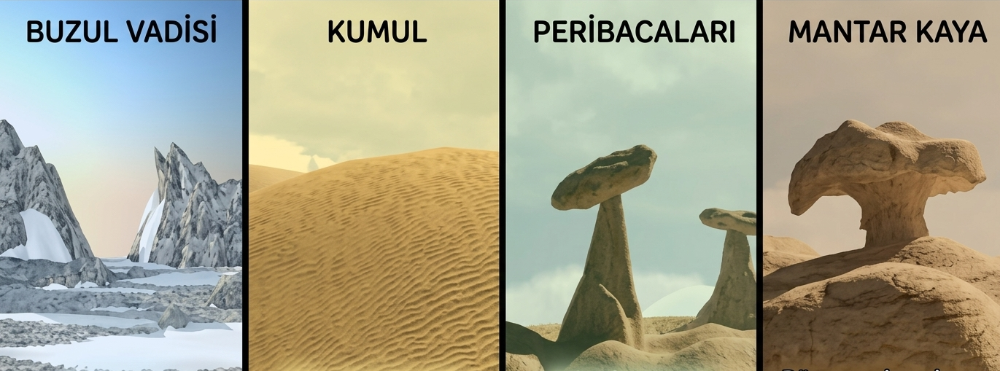 BUZUL VADİSİ
KUMUL
PERİBACALARI
MANTAR KAYA